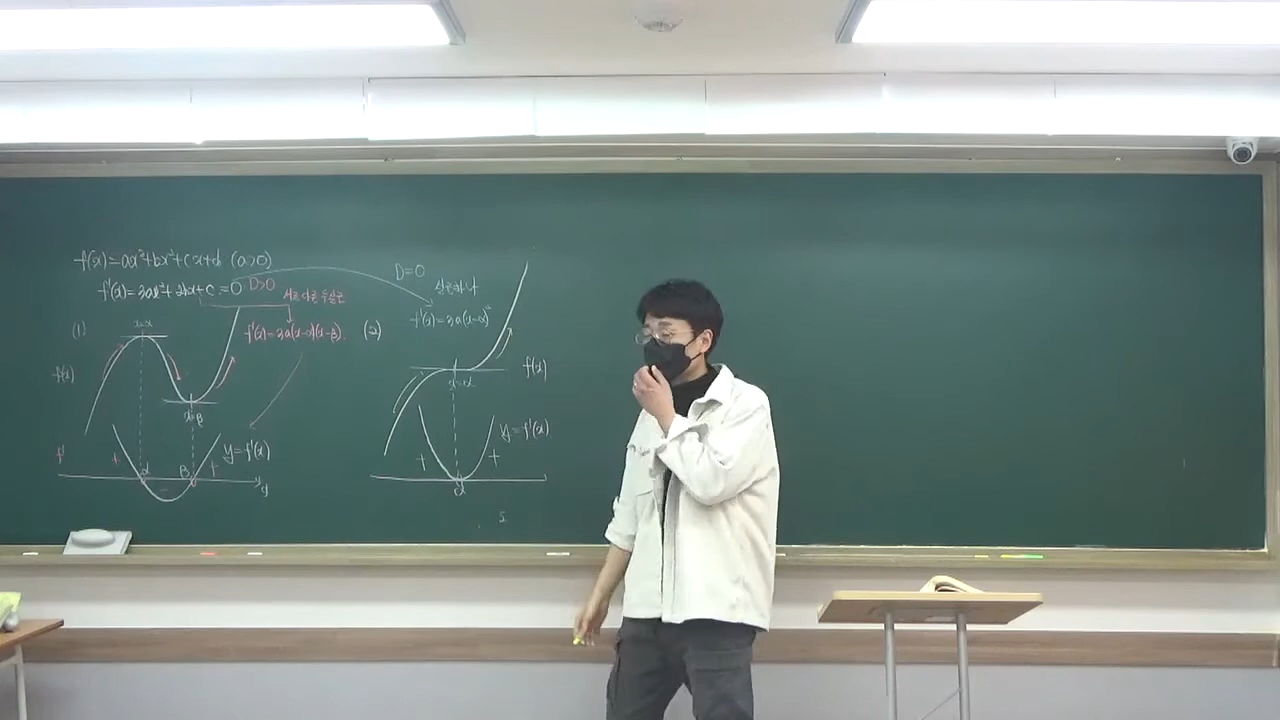 f(x)=ax³+bx²+cx+d (a>0)
f'(x)=3ax²+2bx+c=0 D>0
서로 다른 두실근
(1)
x=α
f'(x)=3a(x-α)(x-β).
f(x)
x=β
y=f'(x)
f'
+
α
β
+
-
D=0
실근하나
(2)
f'(x)=3a(x-α)²
f(x)
x=α
y=f'(x)
+
+
α